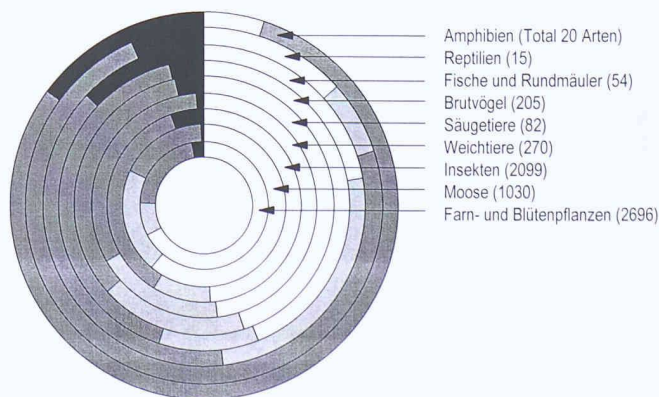 Amphibien (Total 20 Arten)
Reptilien (15)
Fische und Rundmäuler (54)
Brutvögel (205)
Säugetiere (82)
Weichtiere (270)
Insekten (2099)
Moose (1030)
Farn- und Blütenpflanzen (2696)